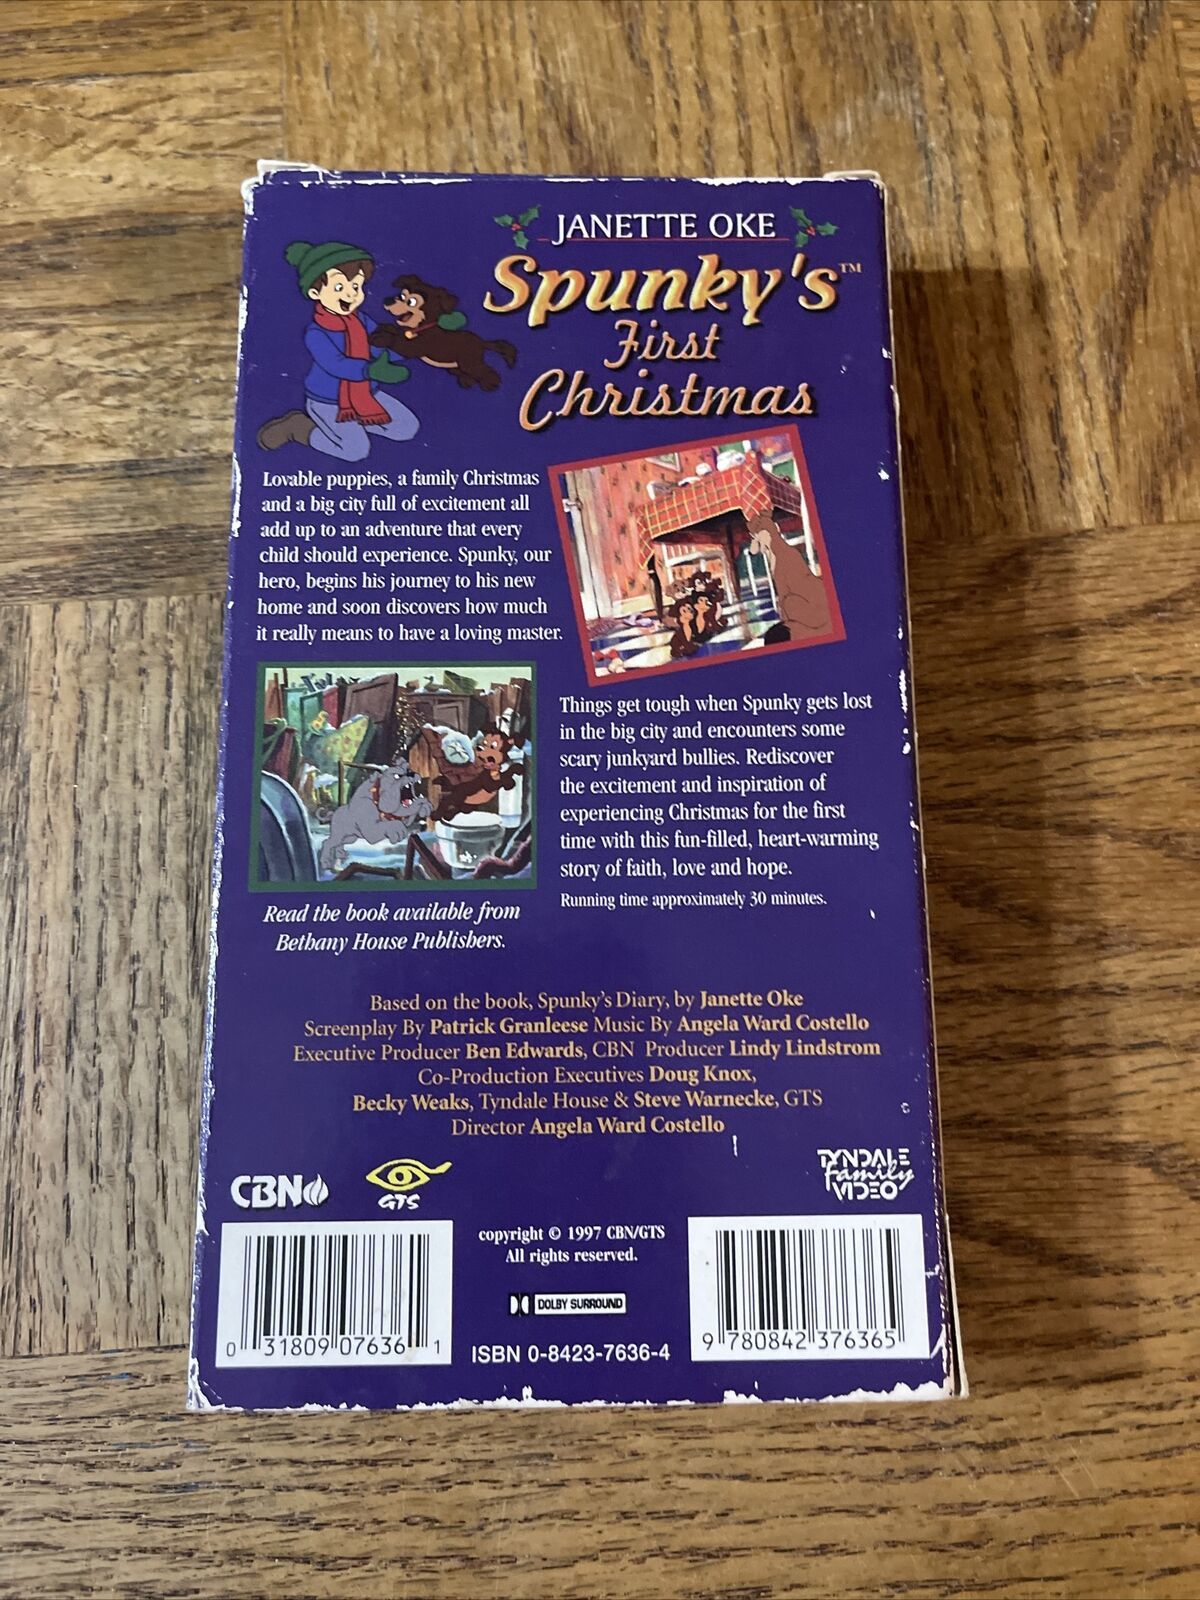 JANETTE OKE
Spunky's™
First
Christmas
Lovable puppies, a family Christmas
and a big city full of excitement all
add up to an adventure that every
child should experience. Spunky, our
hero, begins his journey to his new
home and soon discovers how much
it really means to have a loving master.
Things get tough when Spunky gets lost
in the big city and encounters some
scary junkyard bullies. Rediscover
the excitement and inspiration of
experiencing Christmas for the first
time with this fun-filled, heart-warming
story of faith, love and hope.
Running time approximately 30 minutes.
Read the book available from
Bethany House Publishers.
Based on the book, Spunky's Diary, by Janette Oke
Screenplay By Patrick Granleese Music By Angela Ward Costello
Executive Producer Ben Edwards, CBN Producer Lindy Lindstrom
Co-Production Executives Doug Knox,
Becky Weaks, Tyndale House & Steve Warnecke, GTS
Director Angela Ward Costello
CBN
GTS
TYNDALE
Family
VIDEO
copyright © 1997 CBN/GTS
All rights reserved.
DOLBY SURROUND
0 31809 07636 1
ISBN 0-8423-7636-4
9 780842 376365